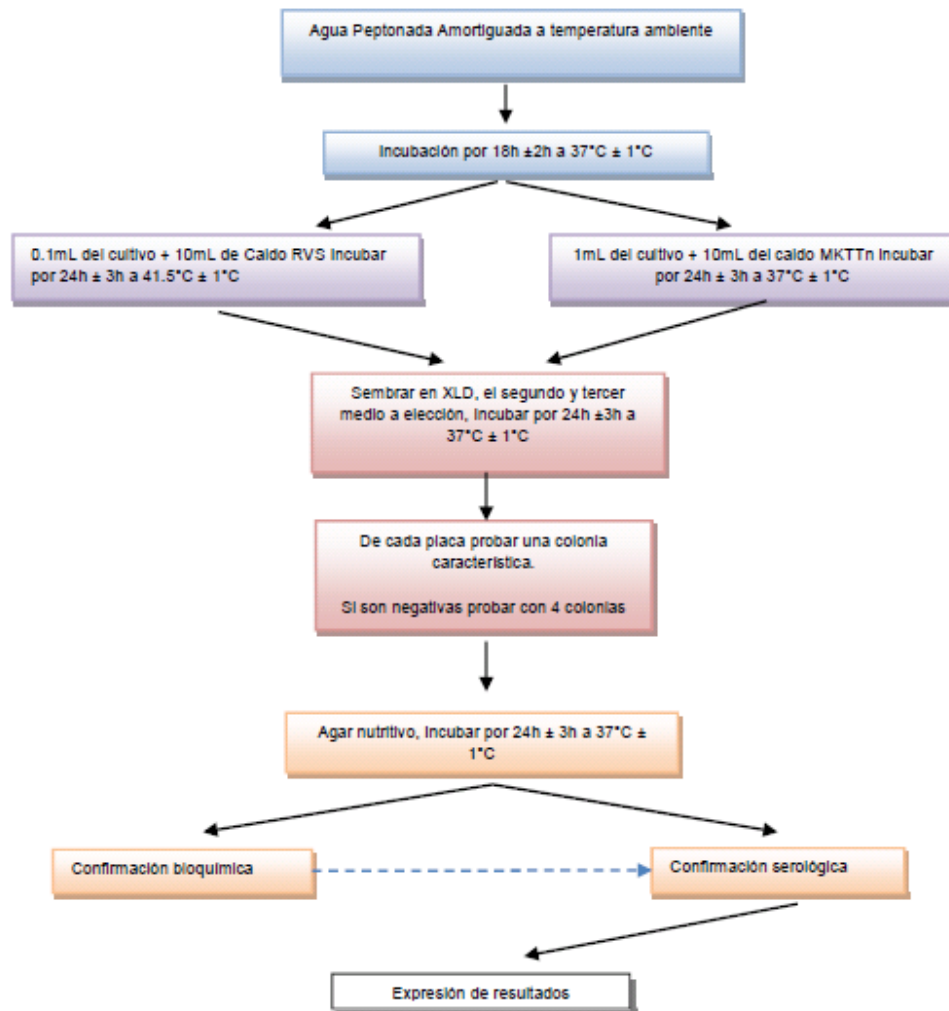 Agua Peptonada Amortiguada a temperatura ambiente
Incubación por 18h ±2h a 37°C ± 1°C
0.1mL del cultivo + 10mL de Caldo RVS Incubar
por 24h ± 3h a 41.5°C ± 1°C
1mL del cultivo + 10mL del caldo MKTTn Incubar
por 24h ± 3h a 37°C ± 1°C
Sembrar en XLD, el segundo y tercer
medio a elección, Incubar por 24h ±3h a
37°C ± 1°C
De cada placa probar una colonia
característica.
Si son negativas probar con 4 colonias
Agar nutritivo, Incubar por 24h ± 3h a 37°C ±
1°C
Confirmación bioquímica
Confirmación serológica
Expresión de resultados